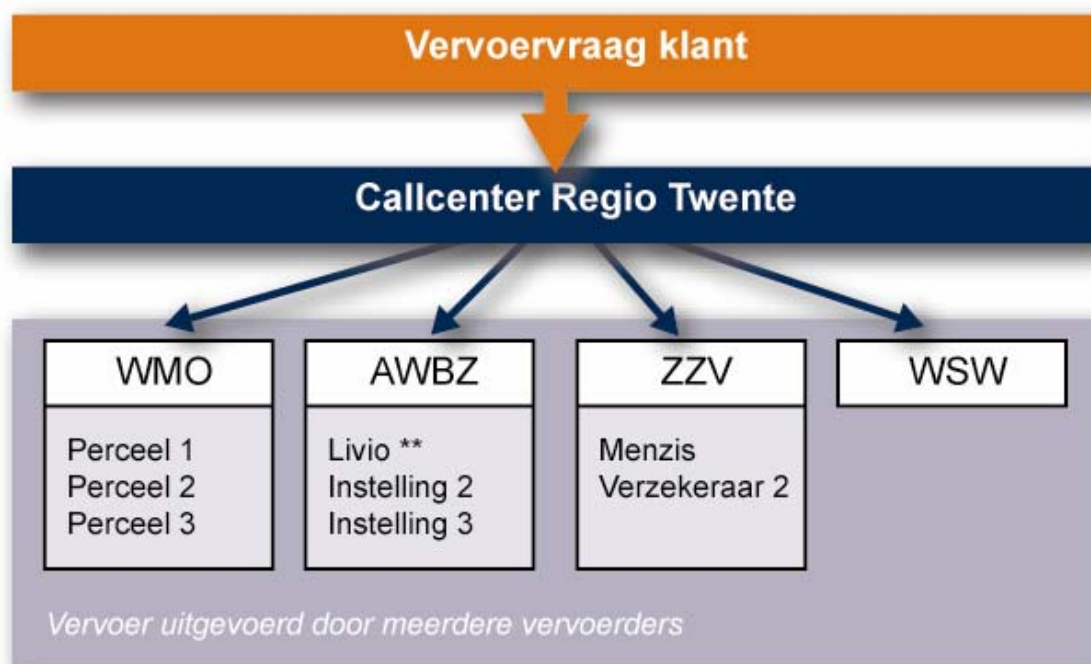 Vervoervraag klant
Callcenter Regio Twente
WMO
Perceel 1
Perceel 2
Perceel 3
AWBZ
Livio **
Instelling 2
Instelling 3
ZZV
Menzis
Verzekeraar 2
WSW
Vervoer uitgevoerd door meerdere vervoerders